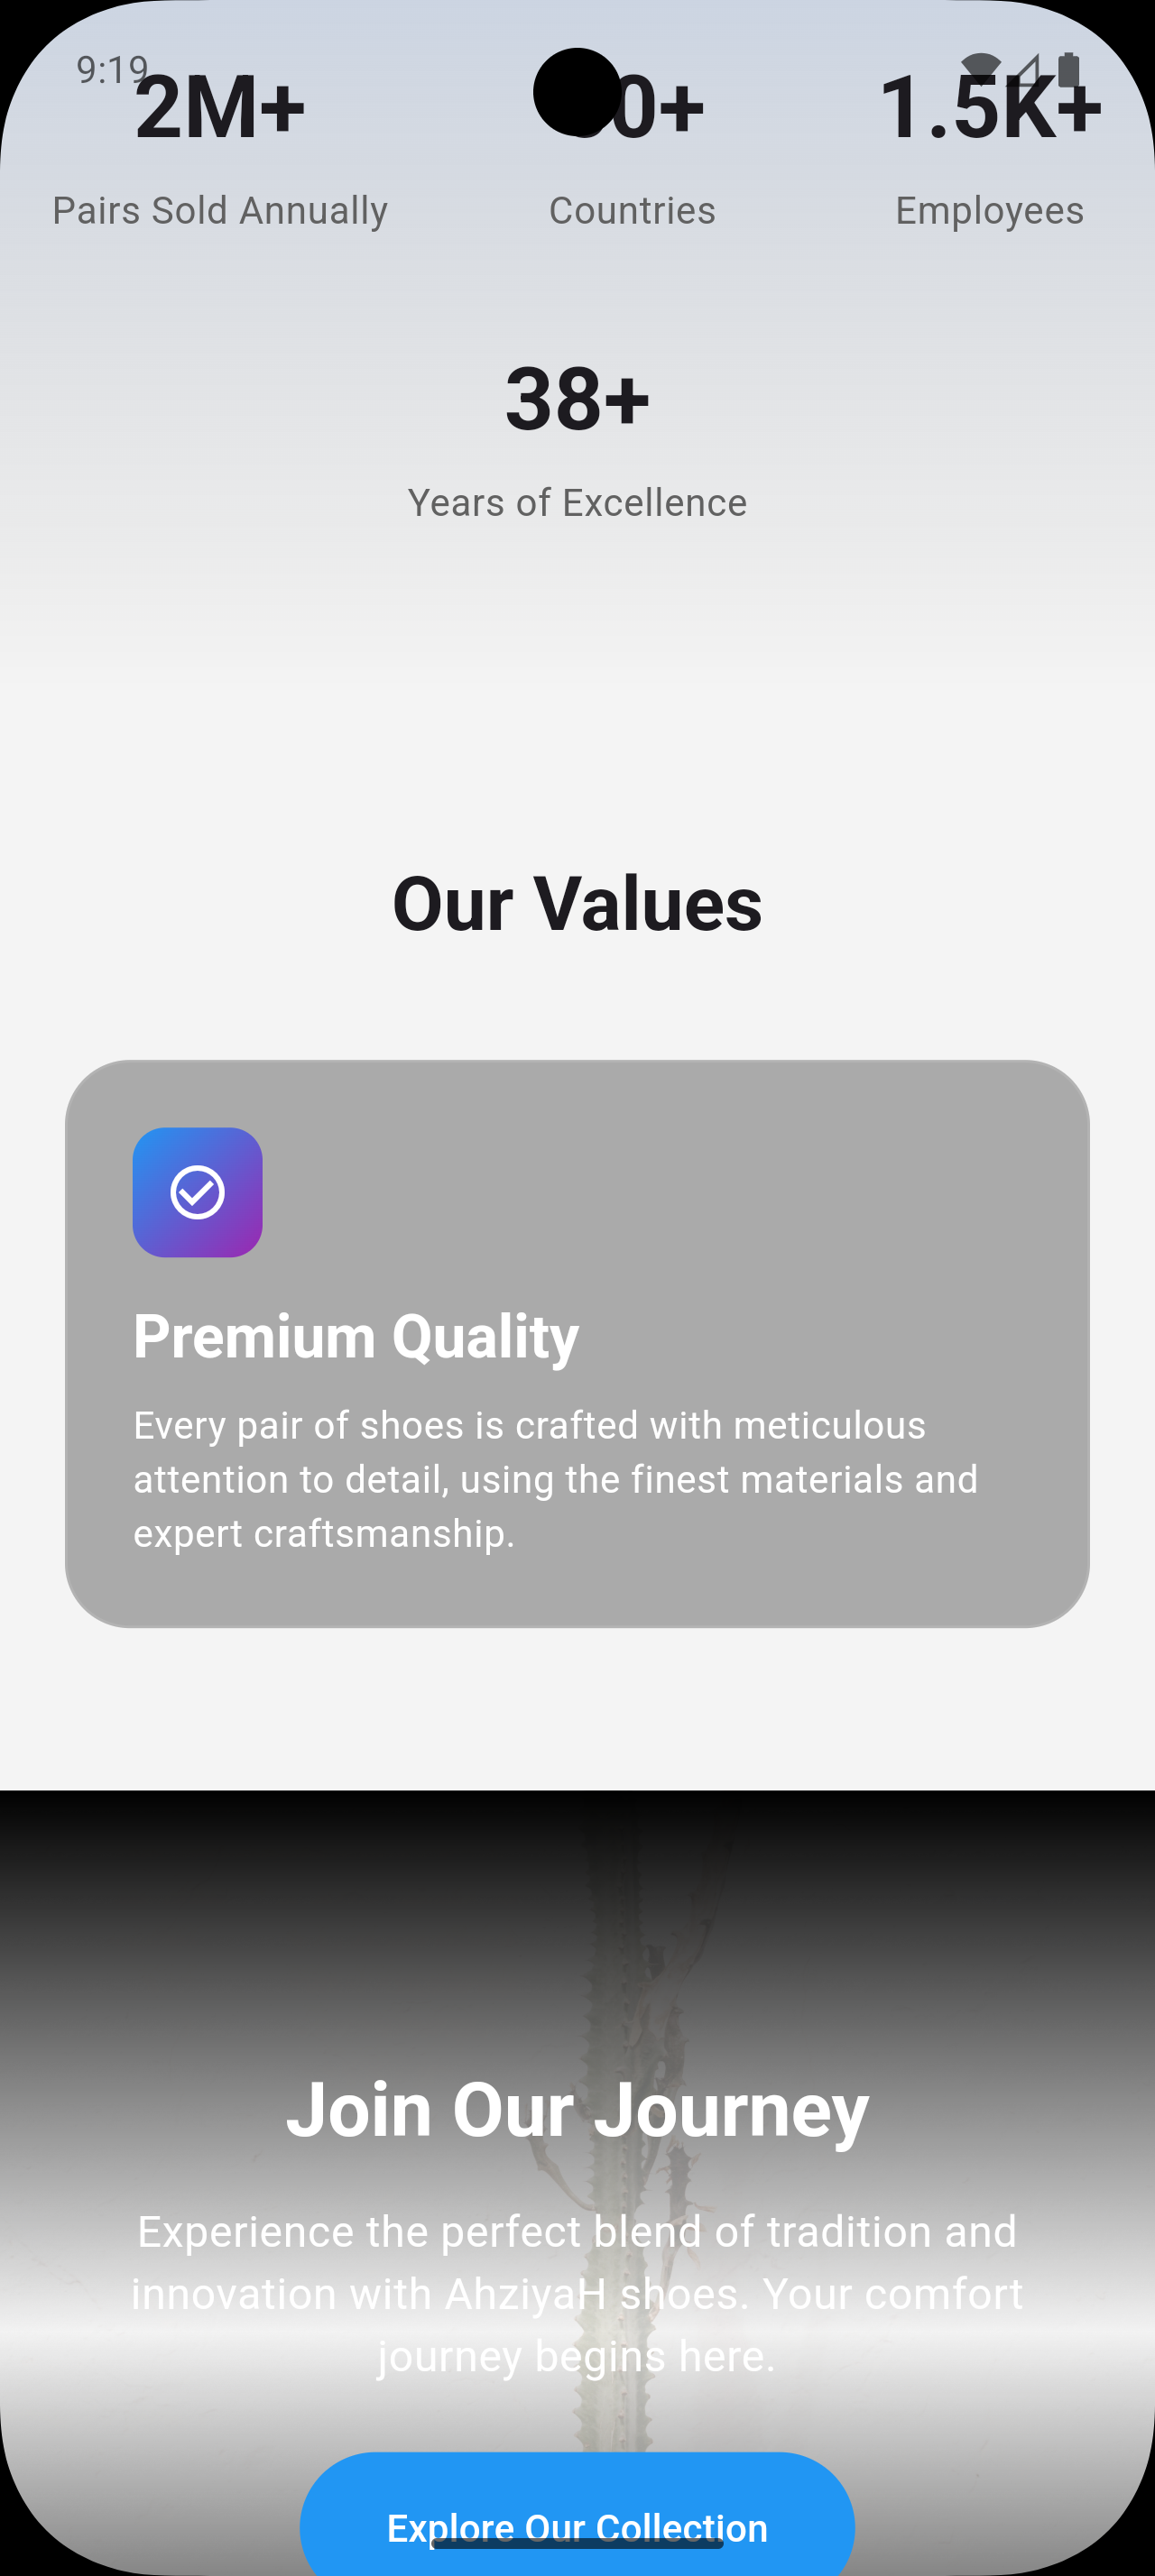 9:19
2M+
0+
1.5K+
Pairs Sold Annually
Countries
Employees
38+
Years of Excellence
Our Values
Premium Quality
Every pair of shoes is crafted with meticulous
attention to detail, using the finest materials and
expert craftsmanship.
Join Our Journey
Experience the perfect blend of tradition and
innovation with AhziyaH shoes. Your comfort
journey begins here.
Explore Our Collection